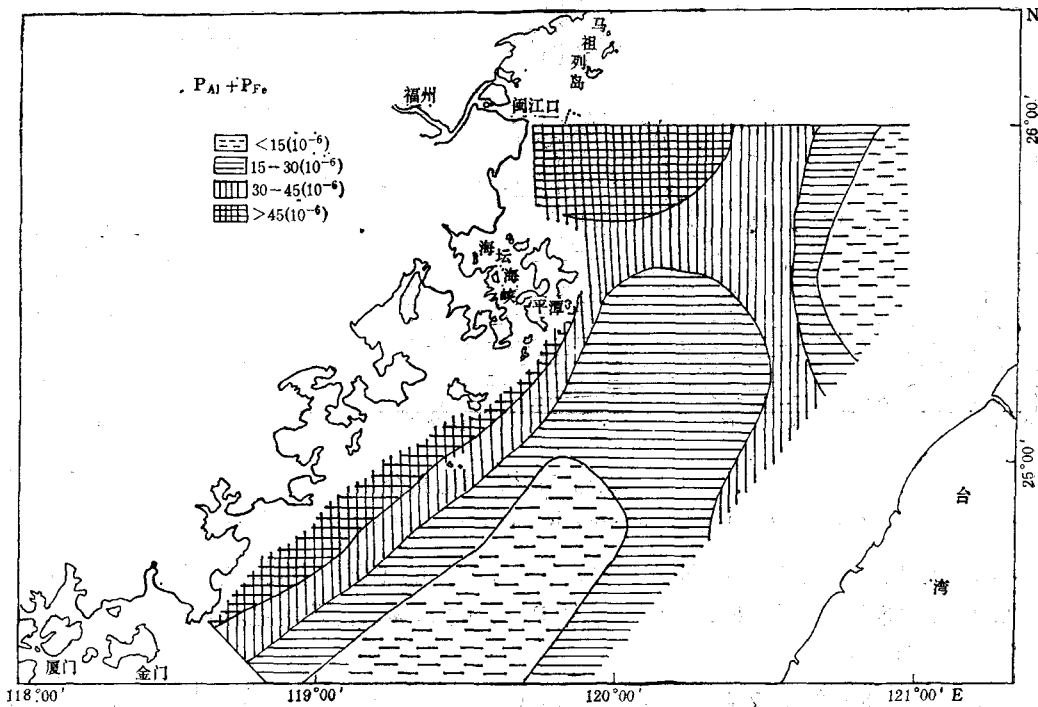 N
马
祖
列
岛
P_Al + P_Fe
福州
闽江口
26°00'
<15(10⁻⁶)
15-30(10⁻⁶)
30-45(10⁻⁶)
>45(10⁻⁶)
海
坛
海
峡
平潭
25°00'
台
湾
厦门
金门
118°00'
119°00'
120°00'
121°00' E